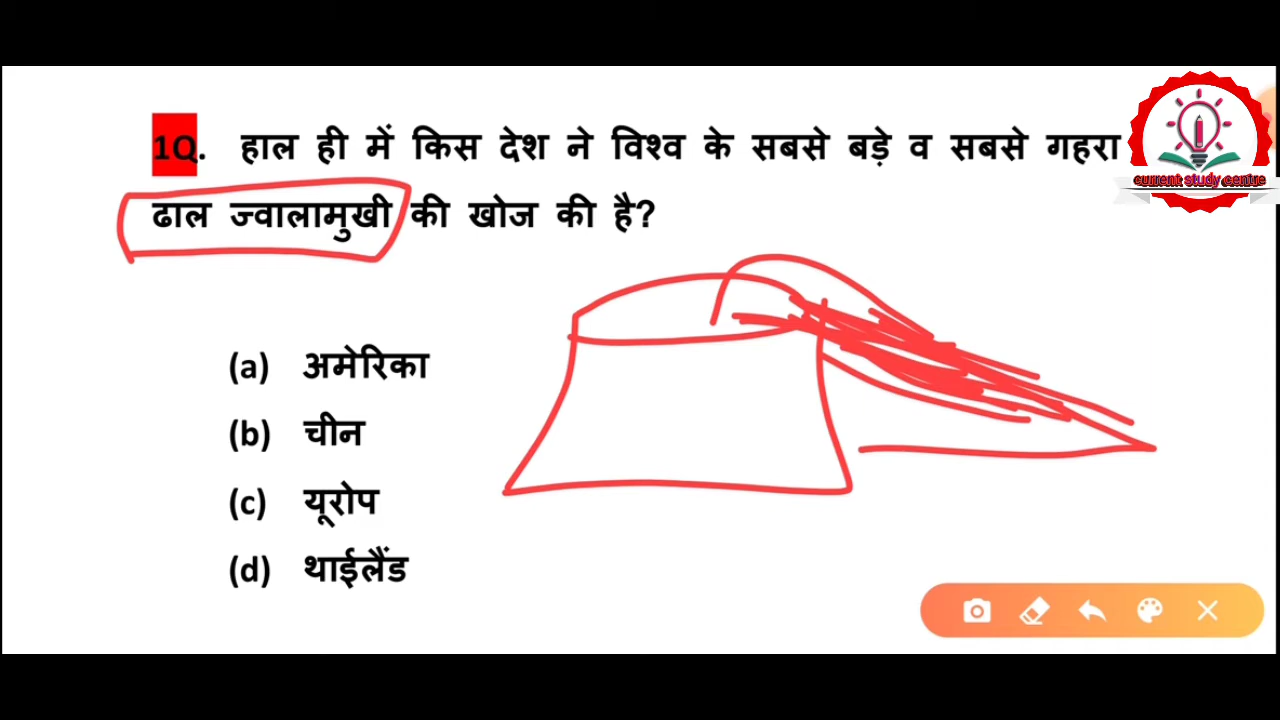 1Q. हाल ही में किस देश ने विश्व के सबसे बड़े व सबसे गहरा
ढाल ज्वालामुखी की खोज की है?
current study centre
(a) अमेरिका
(b) चीन
(c) यूरोप
(d) थाईलैंड